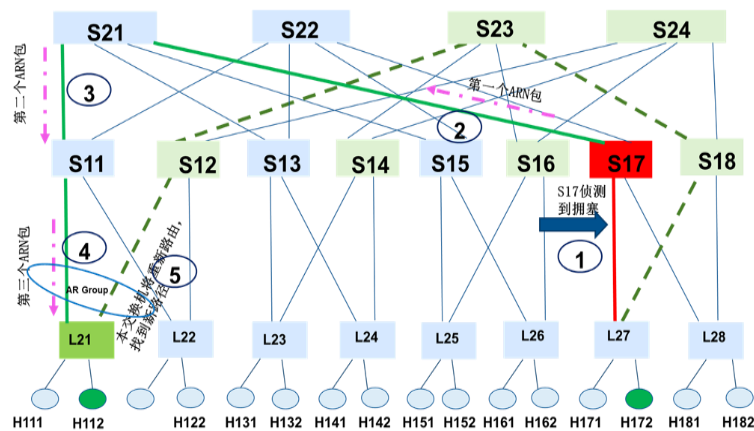 S21
S22
S23
S24
第二个ARN包
3
第一个ARN包
2
S11
S12
S13
S14
S15
S16
S17
S18
S17侦测
到拥塞
1
第三个ARN包
4
AR Group
本交换机将重新路由，
找到新路径
5
L21
L22
L23
L24
L25
L26
L27
L28
H111
H112
H122
H131
H132
H141
H142
H151
H152
H161
H162
H171
H172
H181
H182